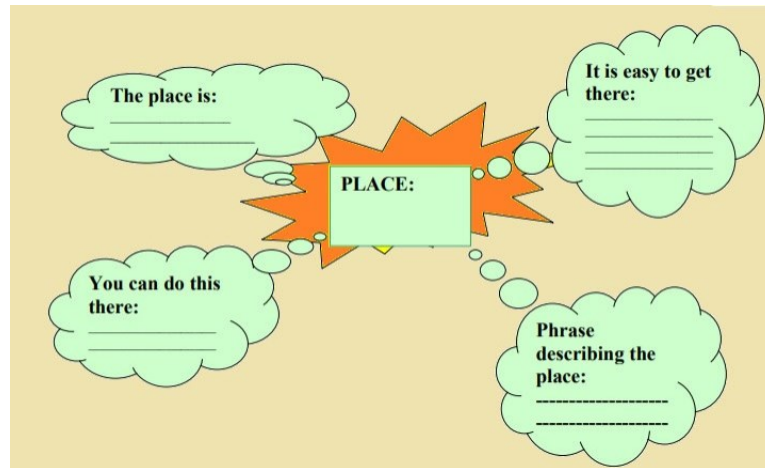 The place is:
It is easy to get
there:
PLACE:
You can do this
there:
Phrase
describing the
place: